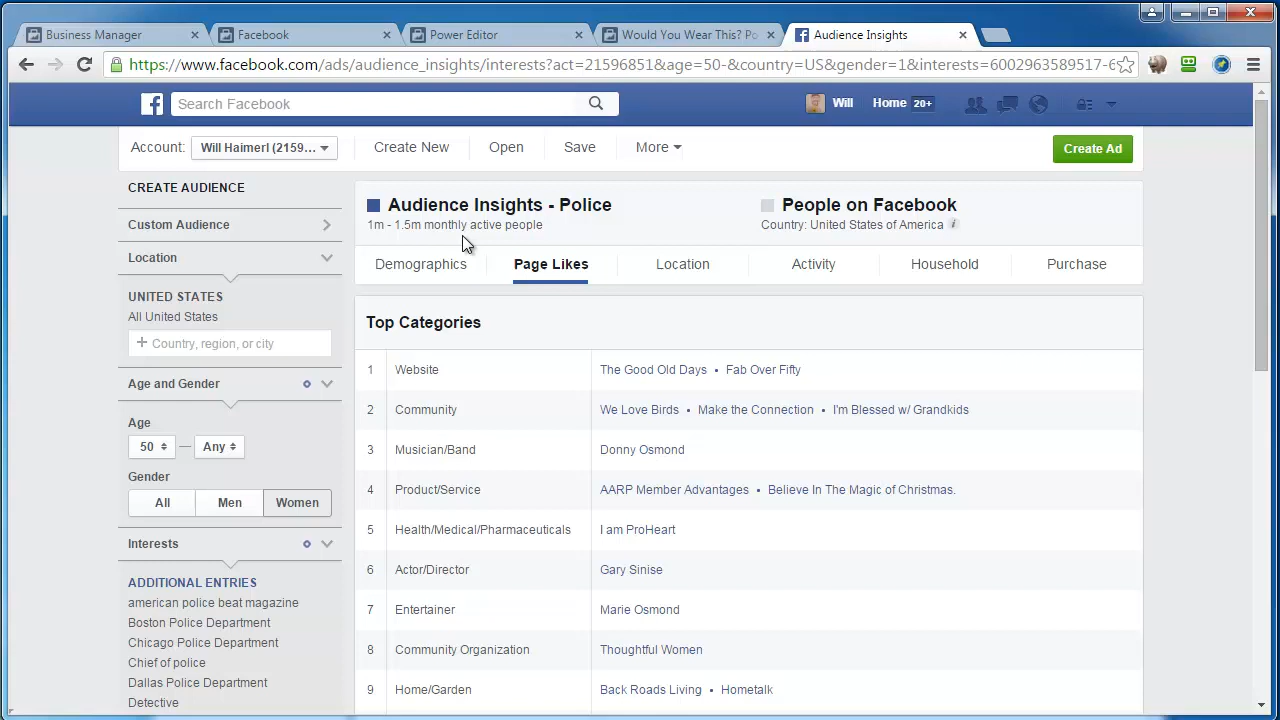 Business Manager
Facebook
Power Editor
Would You Wear This? Po
Audience Insights
https://www.facebook.com/ads/audience_insights/interests?act=21596851&age=50-&country=US&gender=1&interests=6002963589517-6
Search Facebook
Will
Home 20+
Account:
Will Haimerl (2159...
Create New
Open
Save
More
Create Ad
CREATE AUDIENCE
Custom Audience
Location
UNITED STATES
All United States
+ Country, region, or city
Age and Gender
Age
50 — Any
Gender
All
Men
Women
Interests
ADDITIONAL ENTRIES
american police beat magazine
Boston Police Department
Chicago Police Department
Chief of police
Dallas Police Department
Detective
Audience Insights - Police
1m - 1.5m monthly active people
People on Facebook
Country: United States of America i
Demographics
Page Likes
Location
Activity
Household
Purchase
Top Categories
1 Website The Good Old Days • Fab Over Fifty
2 Community We Love Birds • Make the Connection • I'm Blessed w/ Grandkids
3 Musician/Band Donny Osmond
4 Product/Service AARP Member Advantages • Believe In The Magic of Christmas.
5 Health/Medical/Pharmaceuticals I am ProHeart
6 Actor/Director Gary Sinise
7 Entertainer Marie Osmond
8 Community Organization Thoughtful Women
9 Home/Garden Back Roads Living • Hometalk